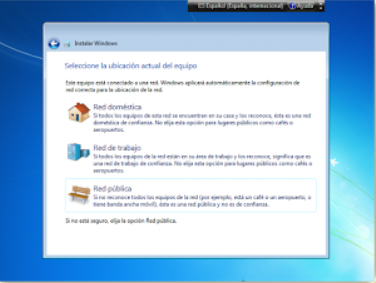 ES Español (España, internacional) Ayuda
Instalar Windows
Seleccione la ubicación actual del equipo
Este equipo está conectado a una red. Windows aplicará automáticamente la configuración de
red correcta para la ubicación de la red.
Red doméstica
Si todos los equipos de esta red se encuentran en su casa y los reconoce, ésta es una red
doméstica de confianza. No elija esta opción para lugares públicos como cafés o
aeropuertos.
Red de trabajo
Si todos los equipos de la red están en su área de trabajo y los reconoce, significa que es
una red de trabajo de confianza. No elija esta opción para lugares públicos como cafés o
aeropuertos.
Red pública
Si no reconoce todos los equipos de la red (por ejemplo, está un café o un aeropuerto, o
tiene banda ancha móvil), ésta es una red pública y no es de confianza.
Si no está seguro, elija la opción Red pública.